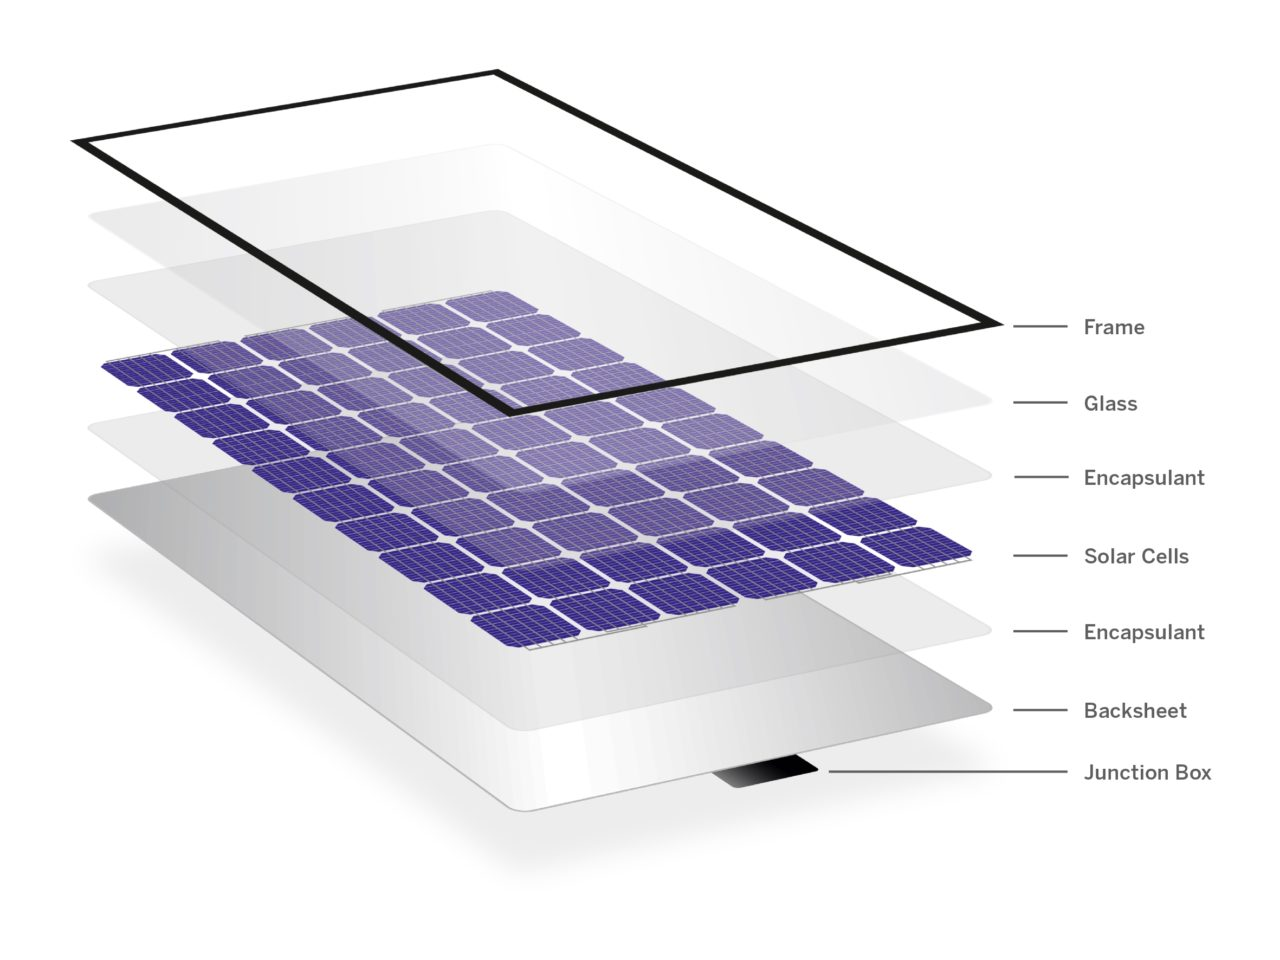 Frame
Glass
Encapsulant
Solar Cells
Encapsulant
Backsheet
Junction Box